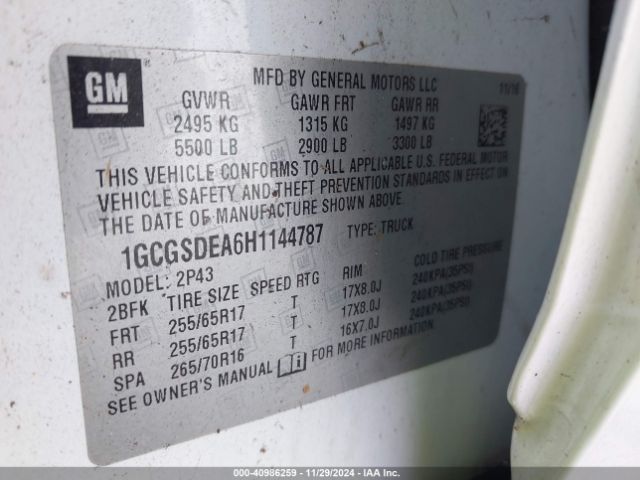 GM
MFD BY GENERAL MOTORS LLC 11/16
GVWR GAWR FRT GAWR RR
2495 KG 1315 KG 1497 KG
5500 LB 2900 LB 3300 LB
THIS VEHICLE CONFORMS TO ALL APPLICABLE U.S. FEDERAL MOTOR
VEHICLE SAFETY AND THEFT PREVENTION STANDARDS IN EFFECT ON
THE DATE OF MANUFACTURE SHOWN ABOVE.
1GCGSDEA6H1144787 TYPE: TRUCK
MODEL: 2P43
2BFK TIRE SIZE SPEED RTG RIM COLD TIRE PRESSURE
FRT 255/65R17 T 17X8.0J 240KPA(35PSI)
RR 255/65R17 T 17X8.0J 240KPA(35PSI)
SPA 265/70R16 T 16X7.0J 240KPA(35PSI)
SEE OWNER'S MANUAL FOR MORE INFORMATION
000-40986259 - 11/29/2024 - IAA Inc.